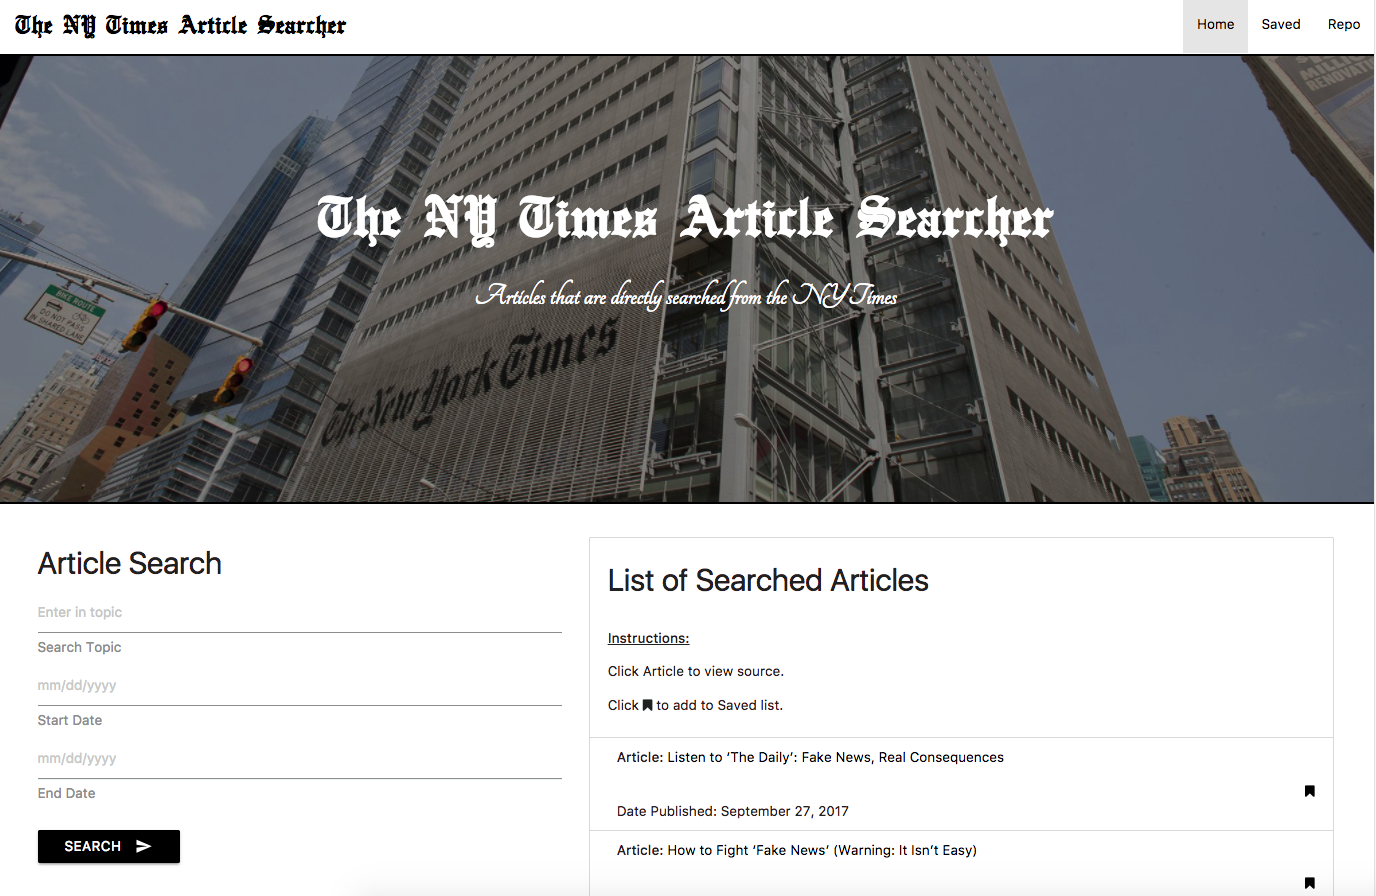 The NY Times Article Searcher
Home Saved Repo
RENOVATIO
The NY Times Article Searcher
Articles that are directly searched from the NY Times
BIKE ROUTE
DO NOT PASS
IN SHARED LANE
The New York Times
Article Search
Enter in topic
Search Topic
mm/dd/yyyy
Start Date
mm/dd/yyyy
End Date
SEARCH
List of Searched Articles
Instructions:
Click Article to view source.
Click to add to Saved list.
Article: Listen to ‘The Daily’: Fake News, Real Consequences
Date Published: September 27, 2017
Article: How to Fight ‘Fake News’ (Warning: It Isn’t Easy)